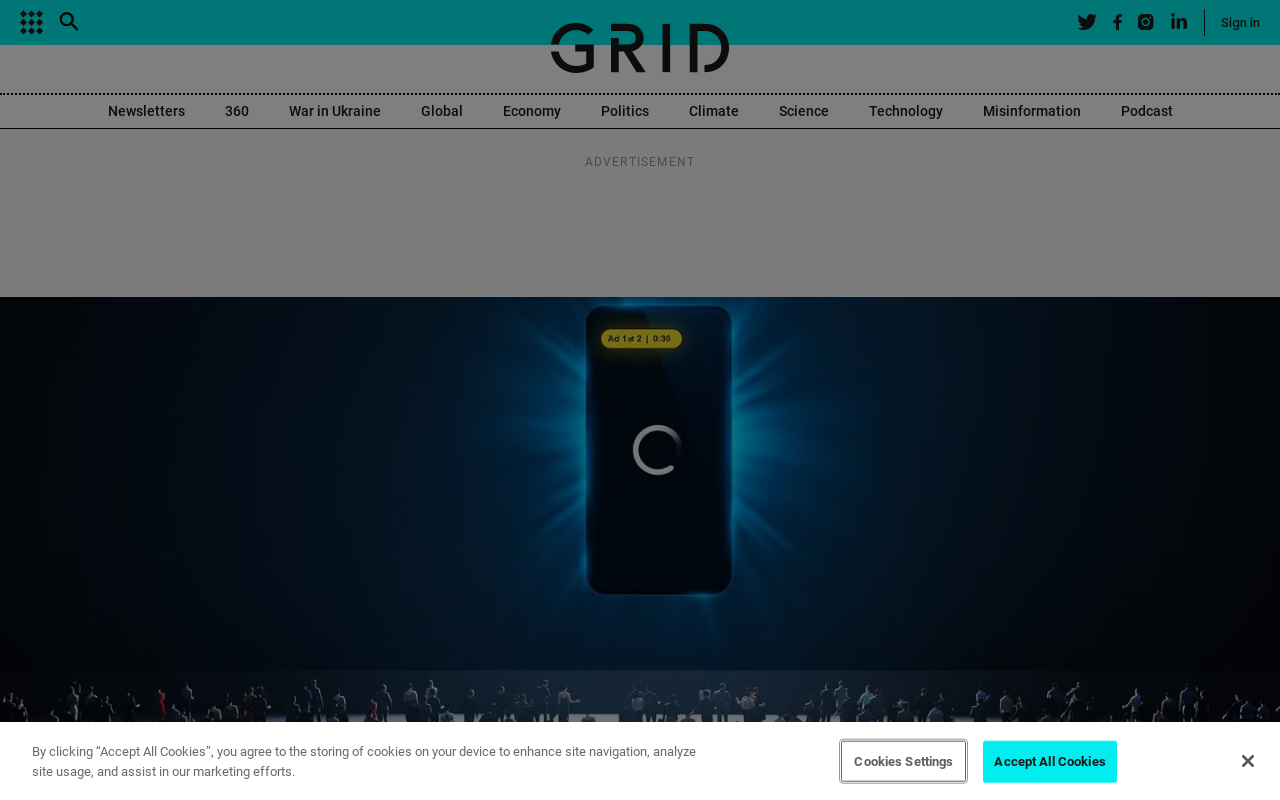 GRID
Sign in
Newsletters 360 War in Ukraine Global Economy Politics Climate Science Technology Misinformation Podcast
ADVERTISEMENT
Ad 1 of 2 | 0:30
By clicking “Accept All Cookies”, you agree to the storing of cookies on your device to enhance site navigation, analyze
site usage, and assist in our marketing efforts.
Cookies Settings
Accept All Cookies